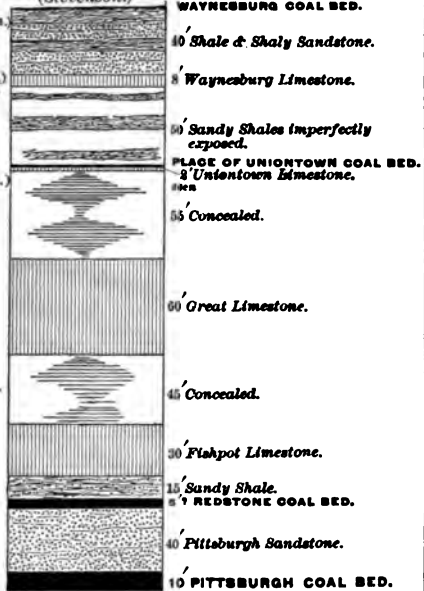 (Stevenson.)
WAYNESBURG COAL BED.
40' Shale & Shaly Sandstone.
8' Waynesburg Limestone.
50' Sandy Shales imperfectly
exposed.
PLACE OF UNIONTOWN COAL BED.
2' Uniontown Limestone.
55' Concealed.
60' Great Limestone.
45' Concealed.
30' Fishpot Limestone.
15' Sandy Shale.
5' ? REDSTONE COAL BED.
40' Pittsburgh Sandstone.
10' PITTSBURGH COAL BED.